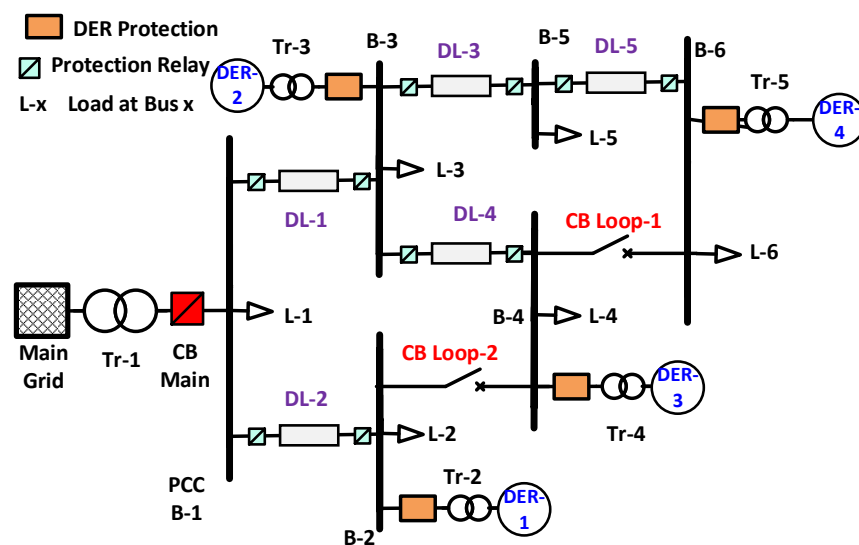 DER Protection
Protection Relay
L-x Load at Bus x
Tr-3
DER-
2
B-3
DL-3
B-5
DL-5
B-6
Tr-5
DER-
4
L-5
L-3
DL-1
DL-4
CB Loop-1
L-6
Main
Grid
Tr-1
CB
Main
L-1
B-4
L-4
CB Loop-2
DL-2
L-2
DER-
3
Tr-4
PCC
B-1
Tr-2
DER-
1
B-2